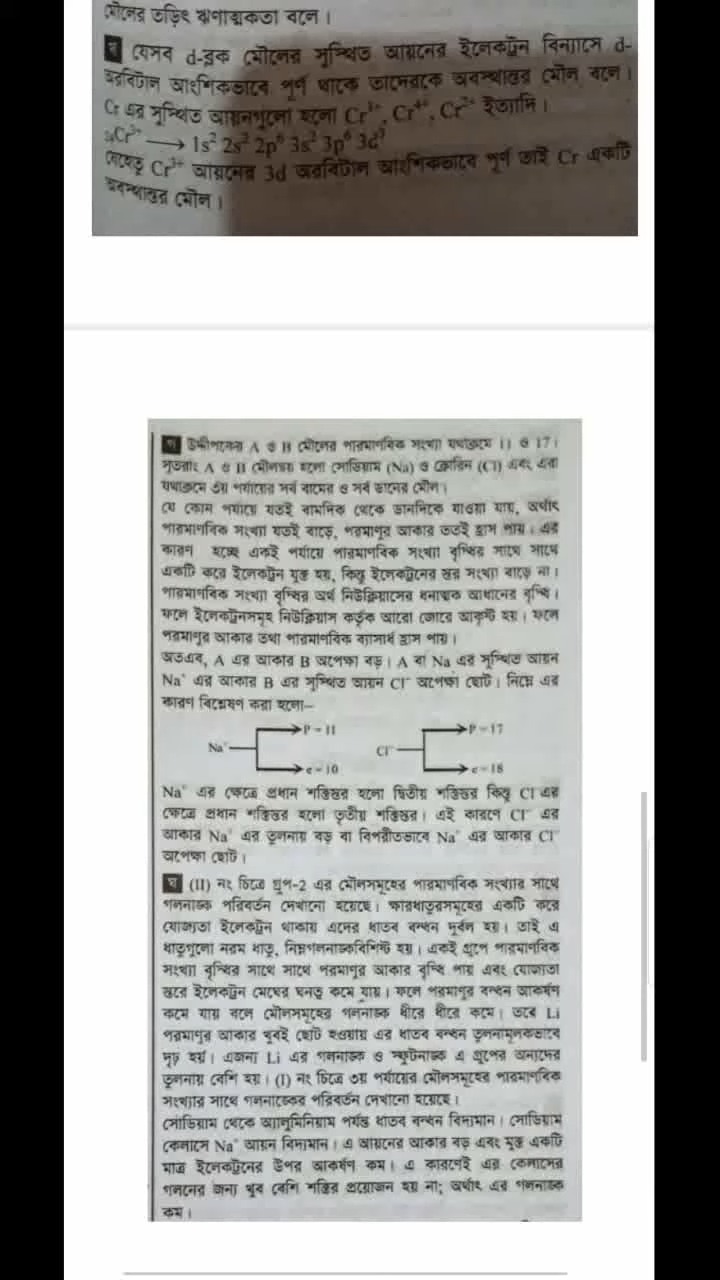 মৌলের তড়িৎ ঋণাত্মকতা বলে।
খ যেসব d-ব্লক মৌলের সুস্থিত আয়নের ইলেকট্রন বিন্যাসে d-
অরবিটাল আংশিকভাবে পূর্ণ থাকে তাদেরকে অবস্থান্তর মৌল বলে।
Cr এর সুস্থিত আয়নগুলো হলো Cr³⁺, Cr⁴⁺, Cr²⁺ ইত্যাদি।
₂₄Cr³⁺ ⟶ 1s² 2s² 2p⁶ 3s² 3p⁶ 3d³
যেহেতু Cr³⁺ আয়নের 3d অরবিটাল আংশিকভাবে পূর্ণ তাই Cr একটি
অবস্থান্তর মৌল।
গ উদ্দীপকের A ও B মৌলের পারমাণবিক সংখ্যা যথাক্রমে 11 ও 17।
সুতরাং A ও B মৌলদ্বয় হলো সোডিয়াম (Na) ও ক্লোরিন (Cl) এবং এরা
যথাক্রমে ৩য় পর্যায়ের সর্ব বামের ও সর্ব ডানের মৌল।
যে কোন পর্যায়ে যতই বামদিক থেকে ডানদিকে যাওয়া যায়, অর্থাৎ
পারমাণবিক সংখ্যা যতই বাড়ে, পরমাণুর আকার ততই হ্রাস পায়। এর
কারণ হচ্ছে একই পর্যায়ে পারমাণবিক সংখ্যা বৃদ্ধির সাথে সাথে
একটি করে ইলেকট্রন যুক্ত হয়, কিন্তু ইলেকট্রনের স্তর সংখ্যা বাড়ে না।
পারমাণবিক সংখ্যা বৃদ্ধির অর্থ নিউক্লিয়াসের ধনাত্মক আধানের বৃদ্ধি।
ফলে ইলেকট্রনসমূহ নিউক্লিয়াস কর্তৃক আরো জোরে আকৃষ্ট হয়। ফলে
পরমাণুর আকার তথা পারমাণবিক ব্যাসার্ধ হ্রাস পায়।
অতএব, A এর আকার B অপেক্ষা বড়। A বা Na এর সুস্থিত আয়ন
Na⁺ এর আকার B এর সুস্থিত আয়ন Cl⁻ অপেক্ষা ছোট। নিম্নে এর
কারণ বিশ্লেষণ করা হলো–
P = 11 P = 17
Na⁺ Cl⁻
e = 10 e = 18
Na⁺ এর ক্ষেত্রে প্রধান শক্তিস্তর হলো দ্বিতীয় শক্তিস্তর কিন্তু Cl এর
ক্ষেত্রে প্রধান শক্তিস্তর হলো তৃতীয় শক্তিস্তর। এই কারণে Cl⁻ এর
আকার Na⁺ এর তুলনায় বড় বা বিপরীতভাবে Na⁺ এর আকার Cl⁻
অপেক্ষা ছোট।
ঘ (II) নং চিত্রে গ্রুপ-2 এর মৌলসমূহের পারমাণবিক সংখ্যার সাথে
গলনাঙ্ক পরিবর্তন দেখানো হয়েছে। ক্ষারধাতুরসমূহের একটি করে
যোজ্যতা ইলেকট্রন থাকায় এদের ধাতব বন্ধন দুর্বল হয়। তাই এ
ধাতুগুলো নরম ধাতু, নিম্নগলনাঙ্কবিশিষ্ট হয়। একই গ্রুপে পারমাণবিক
সংখ্যা বৃদ্ধির সাথে সাথে পরমাণুর আকার বৃদ্ধি পায় এবং যোজ্যতা
স্তরে ইলেকট্রন মেঘের ঘনত্ব কমে যায়। ফলে পরমাণুর বন্ধন আকর্ষণ
কমে যায় বলে মৌলসমূহের গলনাঙ্ক ধীরে ধীরে কমে। তবে Li
পরমাণুর আকার খুবই ছোট হওয়ায় এর ধাতব বন্ধন তুলনামূলকভাবে
দৃঢ় হয়। এজন্য Li এর গলনাঙ্ক ও স্ফুটনাঙ্ক এ গ্রুপের অন্যদের
তুলনায় বেশি হয়। (I) নং চিত্রে ৩য় পর্যায়ের মৌলসমূহের পারমাণবিক
সংখ্যার সাথে গলনাঙ্কের পরিবর্তন দেখানো হয়েছে।
সোডিয়াম থেকে অ্যালুমিনিয়াম পর্যন্ত ধাতব বন্ধন বিদ্যমান। সোডিয়াম
কেলাসে Na⁺ আয়ন বিদ্যমান। এ আয়নের আকার বড় এবং মুক্ত একটি
মাত্র ইলেকট্রনের উপর আকর্ষণ কম। এ কারণেই এর কেলাসের
গলনের জন্য খুব বেশি শক্তির প্রয়োজন হয় না; অর্থাৎ এর গলনাঙ্ক
কম।